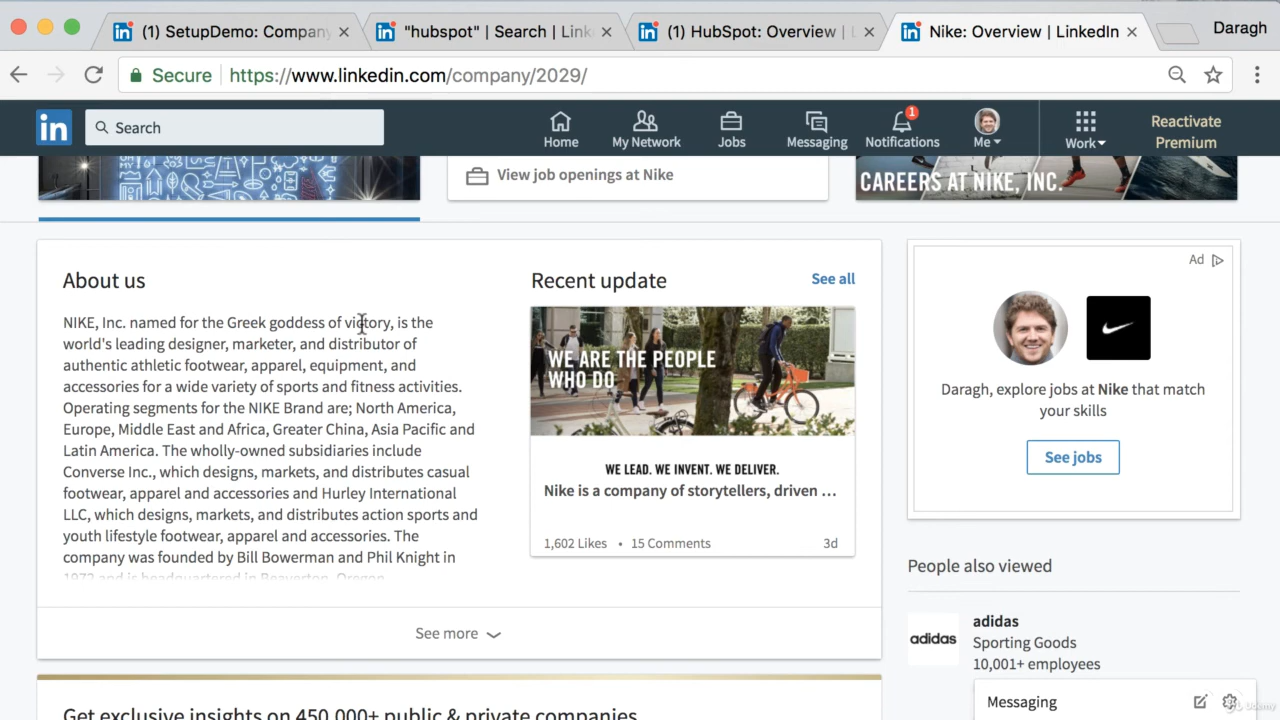 (1) SetupDemo: Company
"hubspot" | Search | Link
(1) HubSpot: Overview | L
Nike: Overview | LinkedIn
Daragh
Secure
https://www.linkedin.com/company/2029/
in
Search
Home
My Network
Jobs
Messaging
1
Notifications
Me
Work
Reactivate
Premium
View job openings at Nike
CAREERS AT NIKE, INC.
About us
NIKE, Inc. named for the Greek goddess of victory, is the
world's leading designer, marketer, and distributor of
authentic athletic footwear, apparel, equipment, and
accessories for a wide variety of sports and fitness activities.
Operating segments for the NIKE Brand are; North America,
Europe, Middle East and Africa, Greater China, Asia Pacific and
Latin America. The wholly-owned subsidiaries include
Converse Inc., which designs, markets, and distributes casual
footwear, apparel and accessories and Hurley International
LLC, which designs, markets, and distributes action sports and
youth lifestyle footwear, apparel and accessories. The
company was founded by Bill Bowerman and Phil Knight in
1972 and is headquartered in Beaverton, Oregon.
See more
Recent update
See all
WE ARE THE PEOPLE
WHO DO
WE LEAD. WE INVENT. WE DELIVER.
Nike is a company of storytellers, driven …
1,602 Likes • 15 Comments 3d
Ad
Daragh, explore jobs at Nike that match
your skills
See jobs
People also viewed
adidas
adidas
Sporting Goods
10,001+ employees
Messaging
Udemy
Get exclusive insights on 450,000+ public & private companies